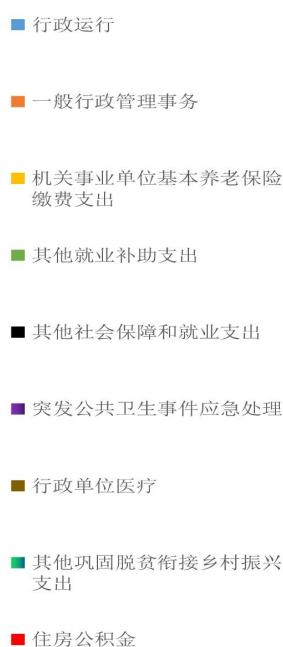 行政运行
一般行政管理事务
机关事业单位基本养老保险
缴费支出
其他就业补助支出
其他社会保障和就业支出
突发公共卫生事件应急处理
行政单位医疗
其他巩固脱贫衔接乡村振兴
支出
住房公积金